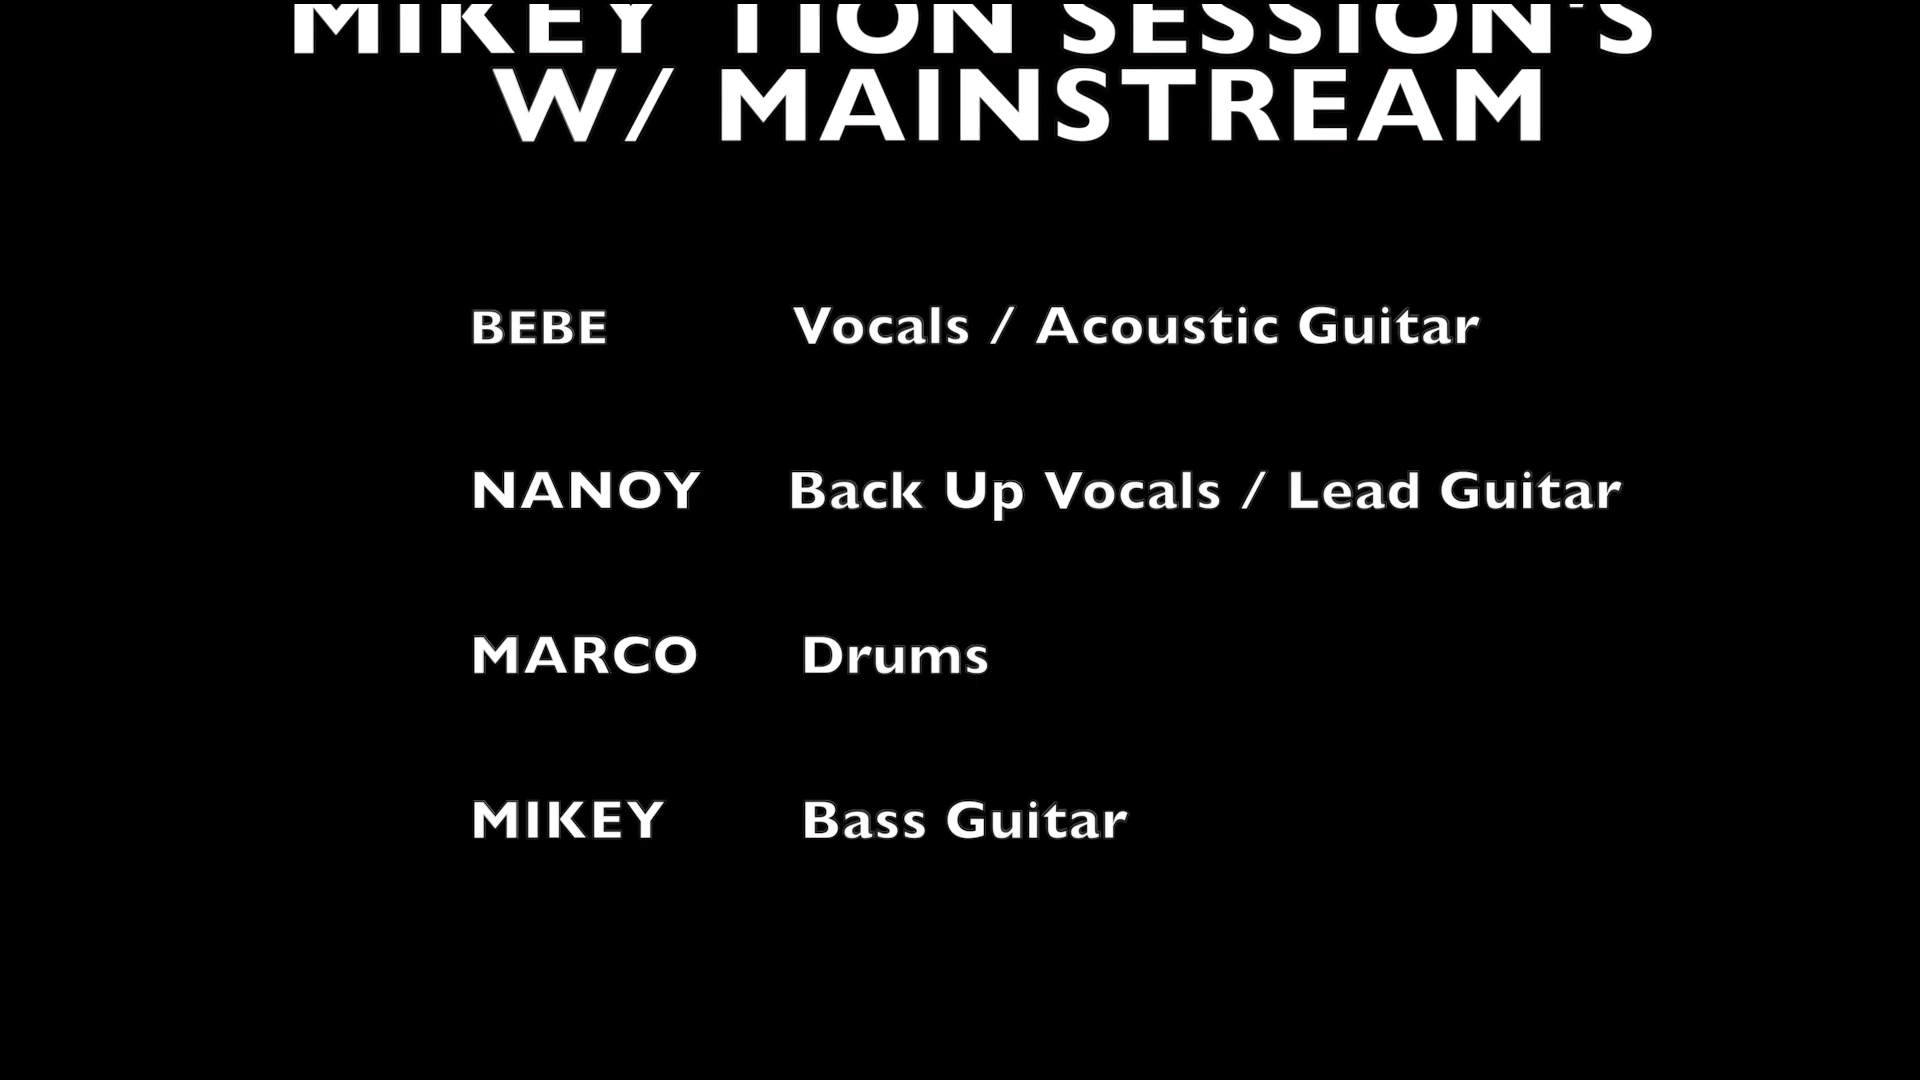 MIKEY TION SESSION'S
W/ MAINSTREAM
BEBE Vocals / Acoustic Guitar
NANOY Back Up Vocals / Lead Guitar
MARCO Drums
MIKEY Bass Guitar